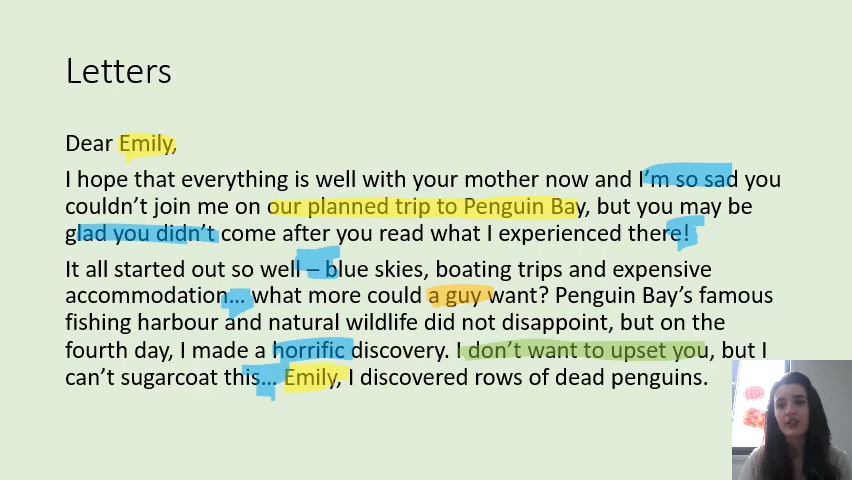 Letters
Dear Emily,
I hope that everything is well with your mother now and I’m so sad you
couldn’t join me on our planned trip to Penguin Bay, but you may be
glad you didn’t come after you read what I experienced there!
It all started out so well – blue skies, boating trips and expensive
accommodation… what more could a guy want? Penguin Bay’s famous
fishing harbour and natural wildlife did not disappoint, but on the
fourth day, I made a horrific discovery. I don’t want to upset you, but I
can’t sugarcoat this… Emily, I discovered rows of dead penguins.